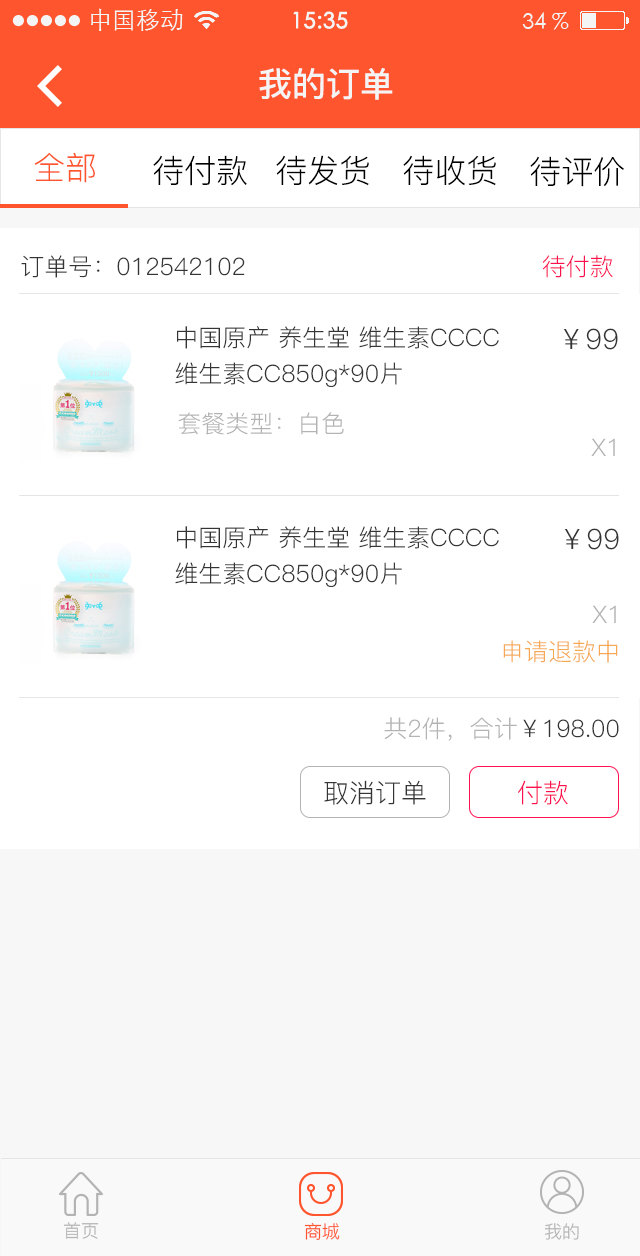 中国移动 15:35 34%
我的订单
全部 待付款 待发货 待收货 待评价
订单号：012542102 待付款
中国原产 养生堂 维生素CCCC ￥99
维生素CC850g*90片
套餐类型：白色
X1
第1位
中国原产 养生堂 维生素CCCC ￥99
维生素CC850g*90片
X1
第1位
申请退款中
共2件，合计￥198.00
取消订单 付款
首页 商城 我的